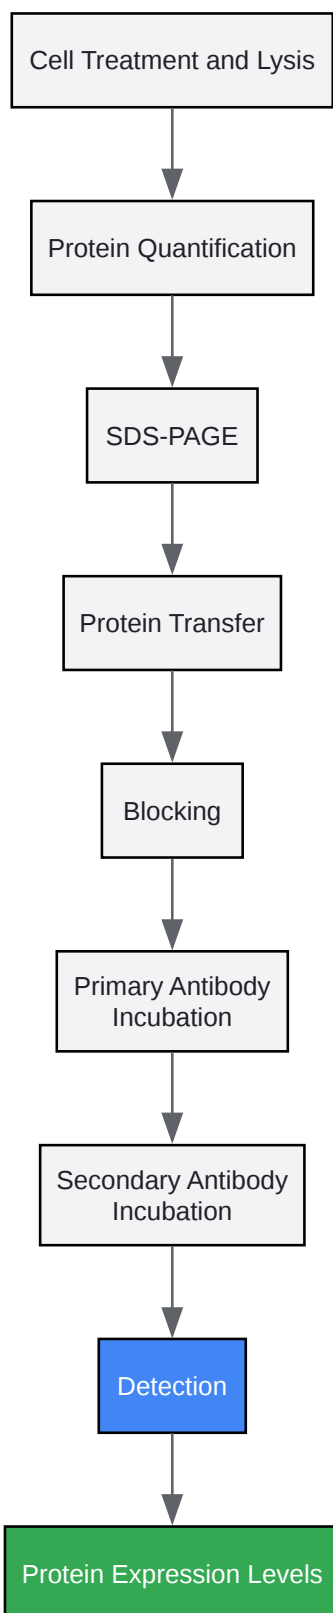 Cell Treatment and Lysis
Protein Quantification
SDS-PAGE
Protein Transfer
Blocking
Primary Antibody
Incubation
Secondary Antibody
Incubation
Detection
Protein Expression Levels